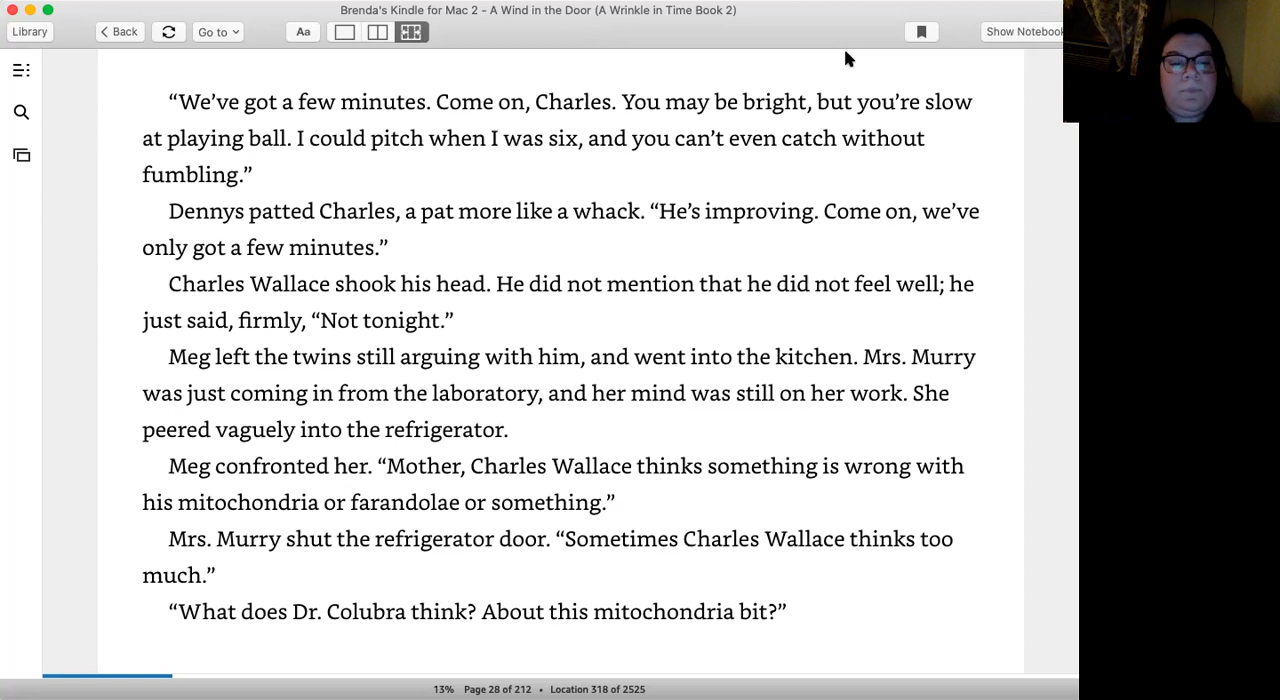 Brenda's Kindle for Mac 2 - A Wind in the Door (A Wrinkle in Time Book 2)
Library
Back
Go to
Aa
Show Notebook
“We’ve got a few minutes. Come on, Charles. You may be bright, but you’re slow
at playing ball. I could pitch when I was six, and you can’t even catch without
fumbling.”
Dennys patted Charles, a pat more like a whack. “He’s improving. Come on, we’ve
only got a few minutes.”
Charles Wallace shook his head. He did not mention that he did not feel well; he
just said, firmly, “Not tonight.”
Meg left the twins still arguing with him, and went into the kitchen. Mrs. Murry
was just coming in from the laboratory, and her mind was still on her work. She
peered vaguely into the refrigerator.
Meg confronted her. “Mother, Charles Wallace thinks something is wrong with
his mitochondria or farandolae or something.”
Mrs. Murry shut the refrigerator door. “Sometimes Charles Wallace thinks too
much.”
“What does Dr. Colubra think? About this mitochondria bit?”
13% Page 28 of 212 • Location 318 of 2525